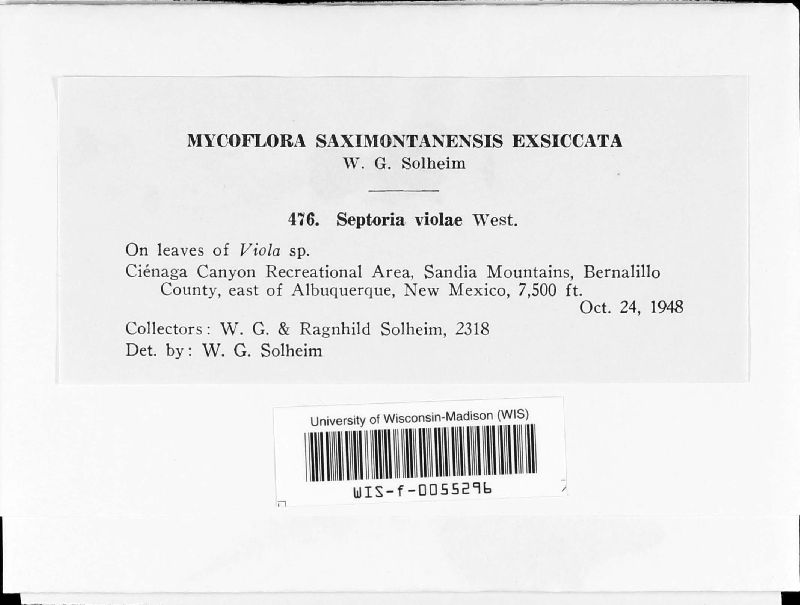 MYCOFLORA SAXIMONTANENSIS EXSICCATA
W. G. Solheim
476. Septoria violae West.
On leaves of Viola sp.
Ciénaga Canyon Recreational Area, Sandia Mountains, Bernalillo
County, east of Albuquerque, New Mexico, 7,500 ft.
Oct. 24, 1948
Collectors: W. G. & Ragnhild Solheim, 2318
Det. by: W. G. Solheim
University of Wisconsin-Madison (WIS)
WIS-f-0055296